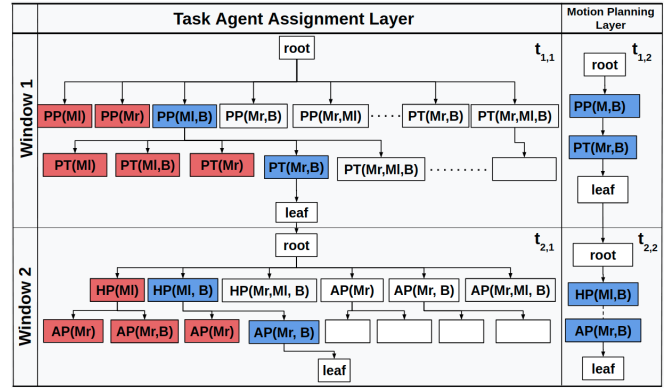 Task Agent Assignment Layer
Motion Planning
Layer
Window 1
root
t1,1
PP(Ml)
PP(Mr)
PP(Ml,B)
PP(Mr,B)
PP(Mr,Ml)
.....
PT(Mr,B)
PT(Mr,Ml,B)
PT(Ml)
PT(Ml,B)
PT(Mr)
PT(Mr,B)
PT(Mr,Ml,B)
.........
leaf
root
t1,2
PP(M,B)
PT(Mr,B)
leaf
Window 2
root
t2,1
HP(Ml)
HP(Ml, B)
HP(Mr,Ml, B)
AP(Mr)
AP(Mr, B)
AP(Mr,Ml, B)
AP(Mr)
AP(Mr,B)
AP(Mr)
AP(Mr, B)
leaf
t2,2
root
HP(Ml,B)
AP(Mr,B)
leaf